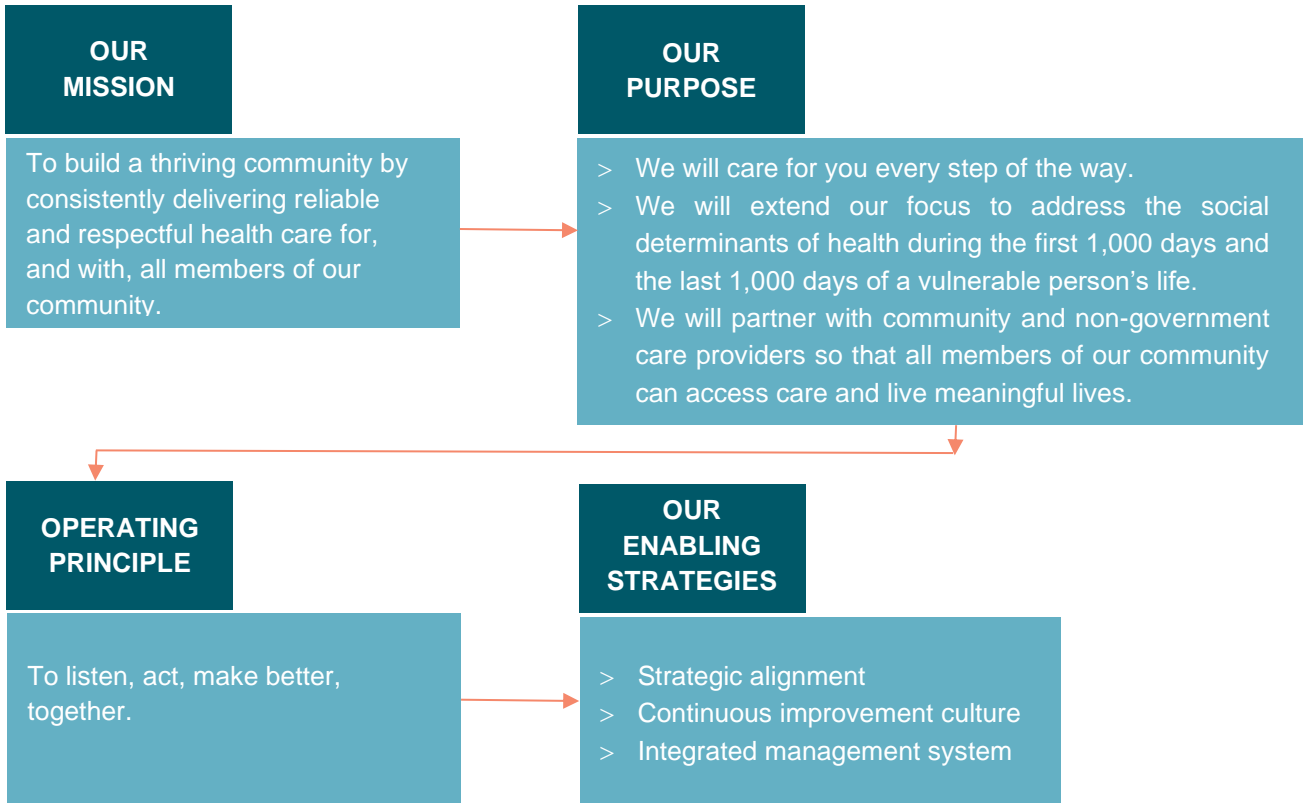 OUR
MISSION
To build a thriving community by
consistently delivering reliable
and respectful health care for,
and with, all members of our
community.
OUR
PURPOSE
> We will care for you every step of the way.
> We will extend our focus to address the social
determinants of health during the first 1,000 days and
the last 1,000 days of a vulnerable person’s life.
> We will partner with community and non-government
care providers so that all members of our community
can access care and live meaningful lives.
OPERATING
PRINCIPLE
To listen, act, make better,
together.
OUR
ENABLING
STRATEGIES
> Strategic alignment
> Continuous improvement culture
> Integrated management system